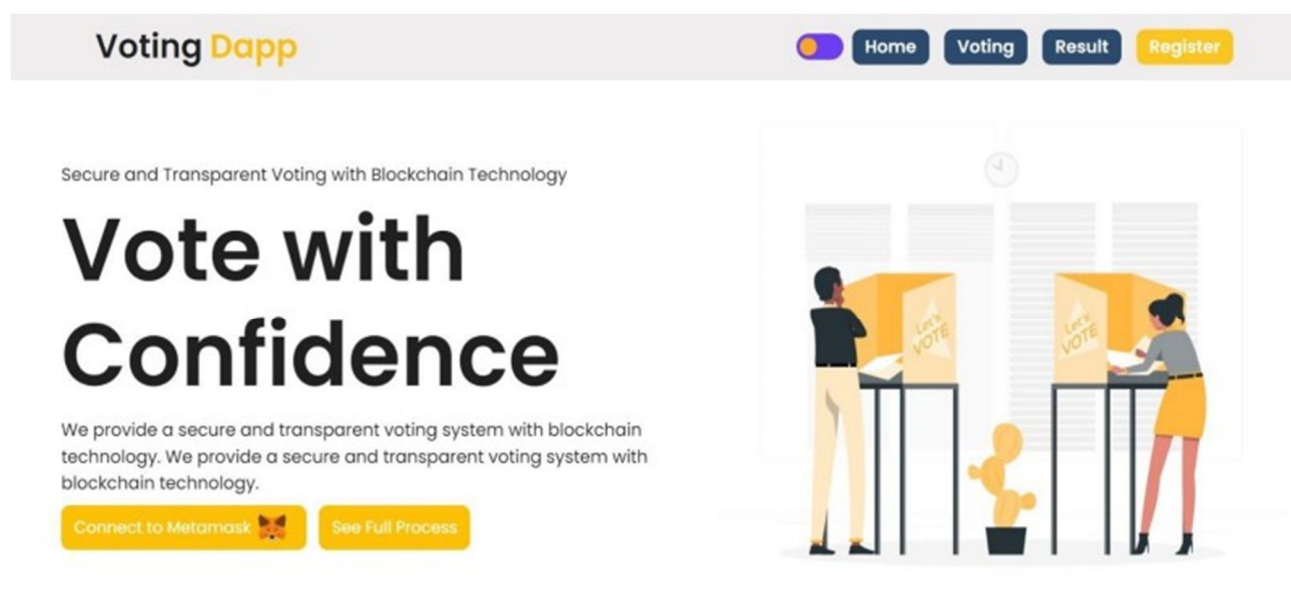 Voting Dapp
Home
Voting
Result
Register
Secure and Transparent Voting with Blockchain Technology
Vote with
Confidence
We provide a secure and transparent voting system with blockchain
technology. We provide a secure and transparent voting system with
blockchain technology.
Connect to Metamask
See Full Process
Let's
VOTE
Let's
VOTE